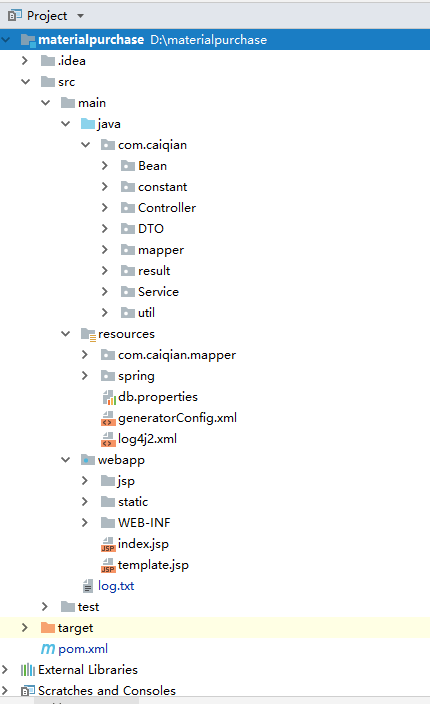 Project
materialpurchase D:\materialpurchase
.idea
src
main
java
com.caiqian
Bean
constant
Controller
DTO
mapper
result
Service
util
resources
com.caiqian.mapper
spring
db.properties
generatorConfig.xml
log4j2.xml
webapp
jsp
static
WEB-INF
index.jsp
template.jsp
log.txt
test
target
pom.xml
External Libraries
Scratches and Consoles